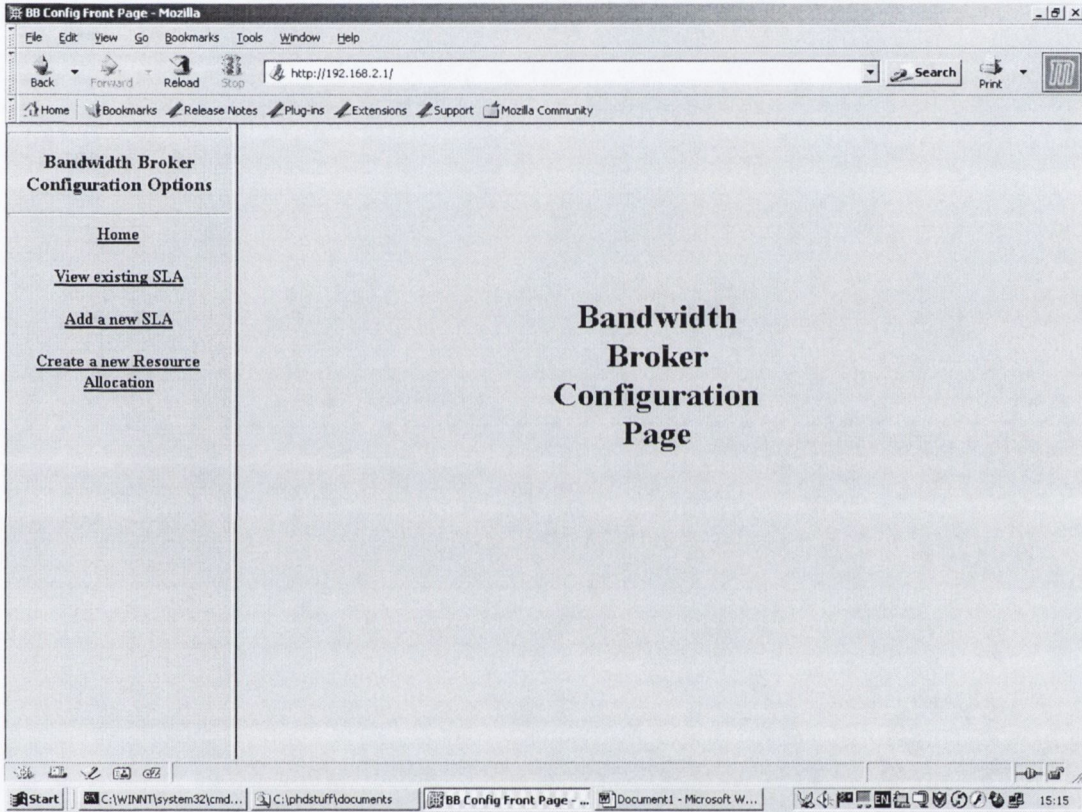 BB Config Front Page - Mozilla
File Edit View Go Bookmarks Tools Window Help
Back Forward Reload Stop http://192.168.2.1/ Search Print
Home Bookmarks Release Notes Plug-ins Extensions Support Mozilla Community
Bandwidth Broker
Configuration Options
Home
View existing SLA
Add a new SLA
Create a new Resource
Allocation
Bandwidth
Broker
Configuration
Page
Start C:\WINNT\system32\cmd... C:\phdstuff\documents BB Config Front Page - ... Document1 - Microsoft W... EN 15:15